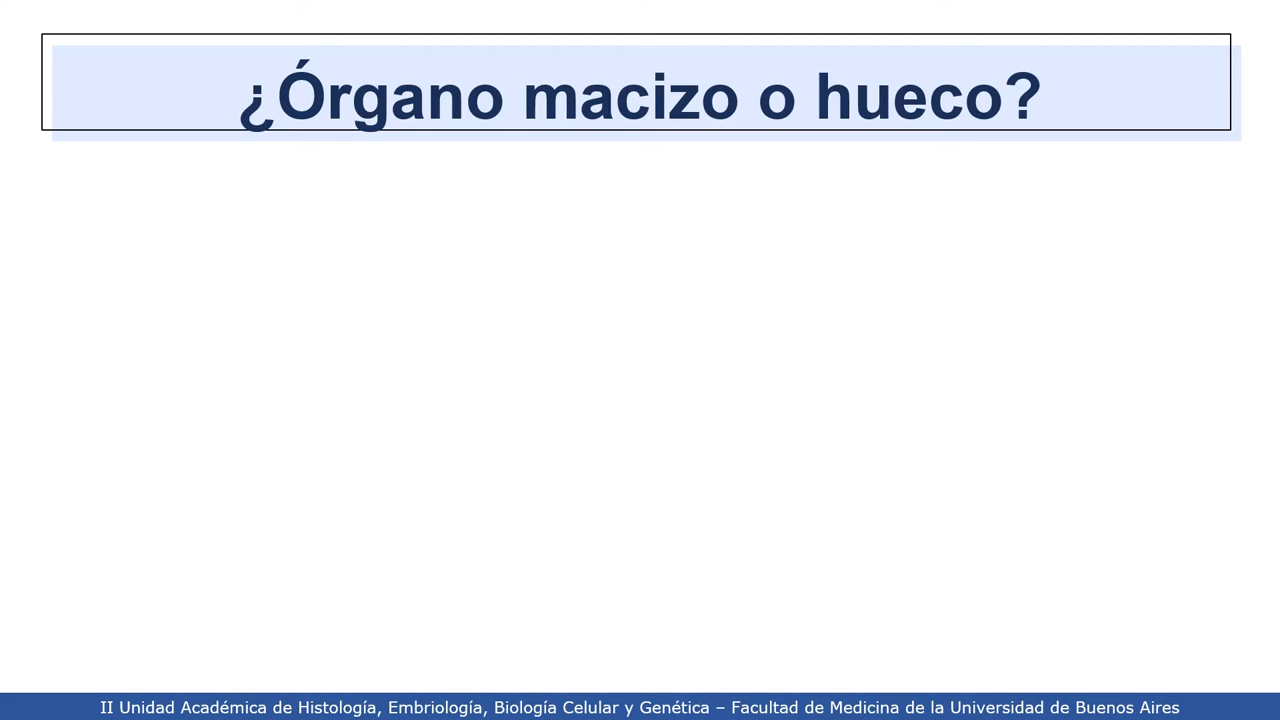 ¿Órgano macizo o hueco?
II Unidad Académica de Histología, Embriología, Biología Celular y Genética – Facultad de Medicina de la Universidad de Buenos Aires